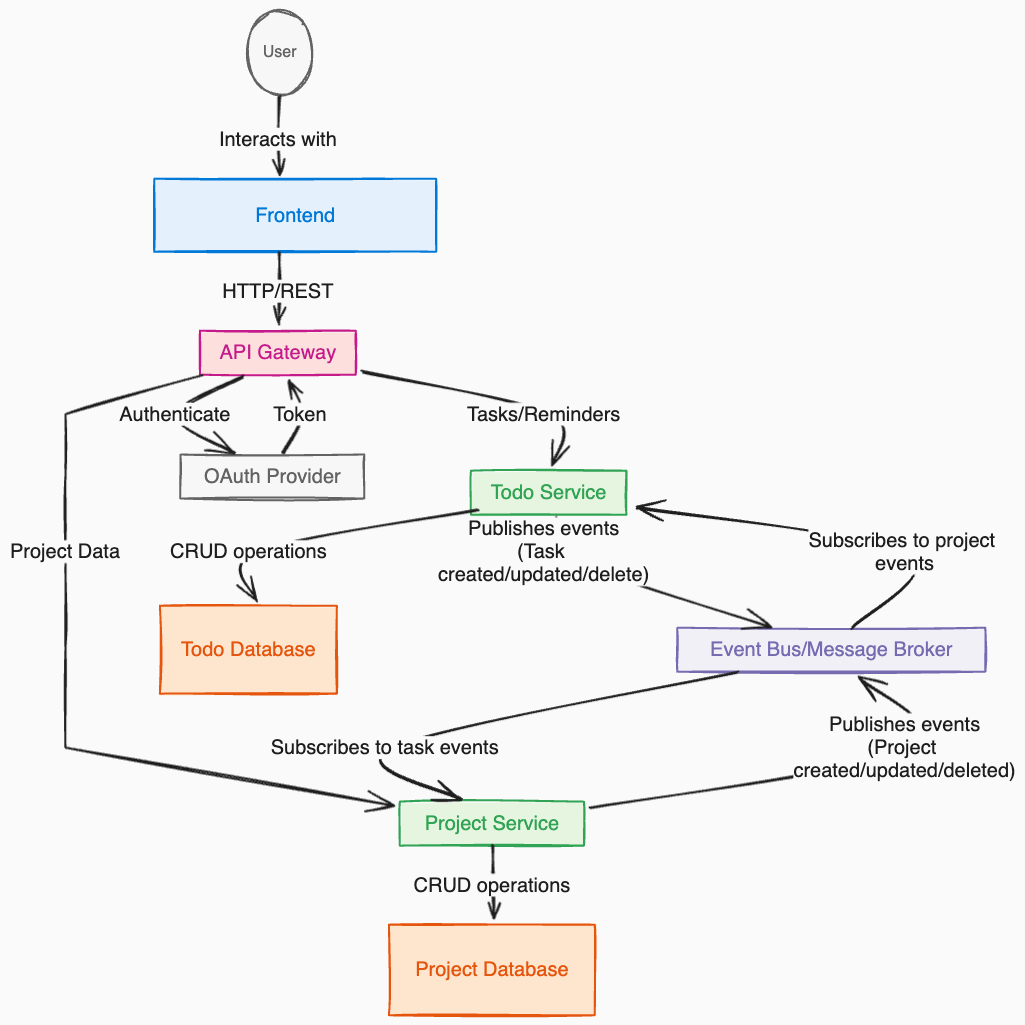 User
Interacts with
Frontend
HTTP/REST
API Gateway
Authenticate
Token
Tasks/Reminders
OAuth Provider
Todo Service
Publishes events
(Task
created/updated/delete)
Project Data
CRUD operations
Subscribes to project
events
Todo Database
Event Bus/Message Broker
Subscribes to task events
Publishes events
(Project
created/updated/deleted)
Project Service
CRUD operations
Project Database